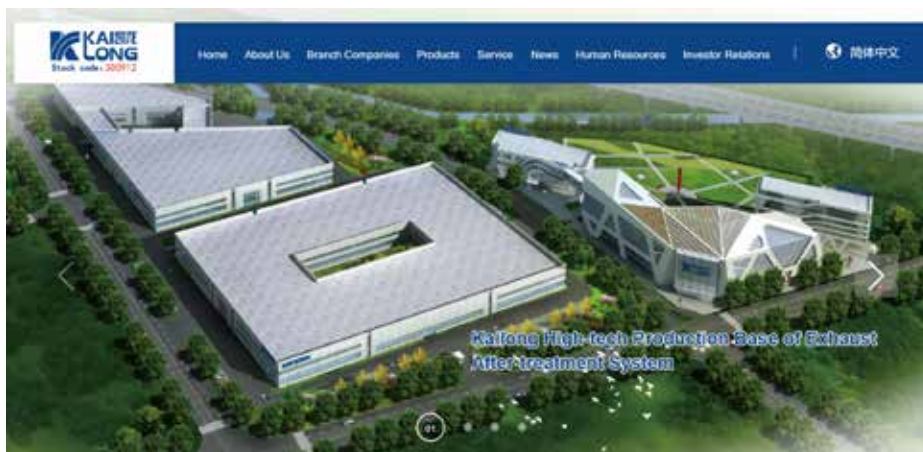 KAI凯龙
LONG
Stock code: 300912
Home About Us Branch Companies Products Service News Human Resources Investor Relations 简体中文
Kailong High-tech Production Base of Exhaust
After-treatment System
01